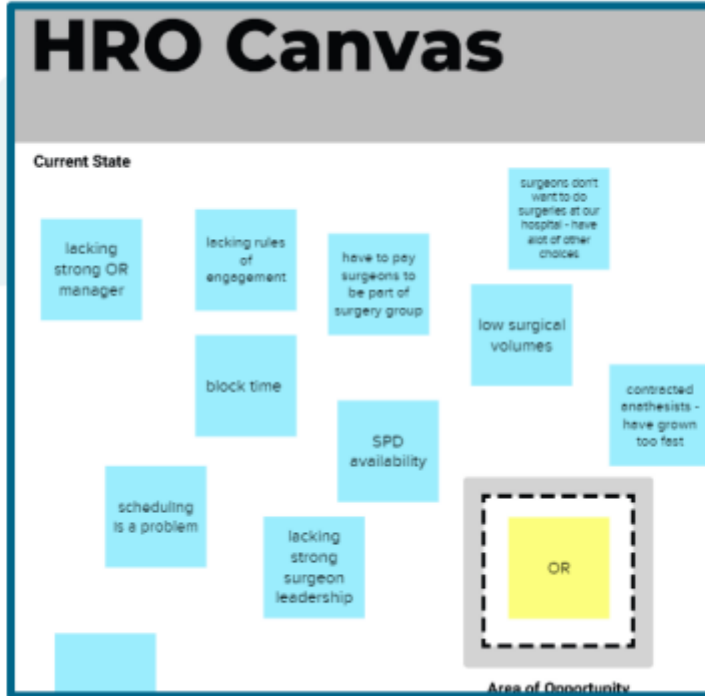 HRO Canvas
Current State
surgeons don't
want to do
surgeries at our
hospital - have
alot of other
choices
lacking
strong OR
manager
lacking rules
of
engagement
have to pay
surgeons to
be part of
surgery group
low surgical
volumes
block time
contracted
anathesists -
have grown
too fast
SPD
availability
scheduling
is a problem
lacking
strong
surgeon
leadership
OR
Area of Opportunity